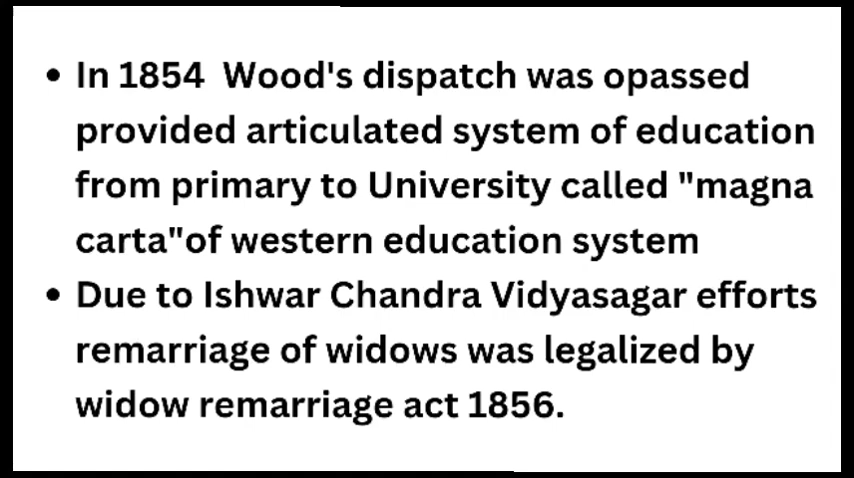 • In 1854 Wood's dispatch was opassed
provided articulated system of education
from primary to University called "magna
carta"of western education system
• Due to Ishwar Chandra Vidyasagar efforts
remarriage of widows was legalized by
widow remarriage act 1856.